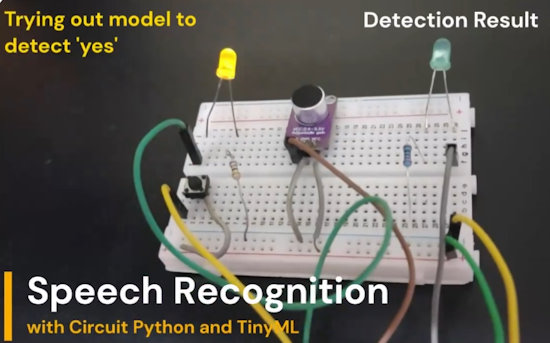 Trying out model to
detect 'yes'
Detection Result
Speech Recognition
with Circuit Python and TinyML